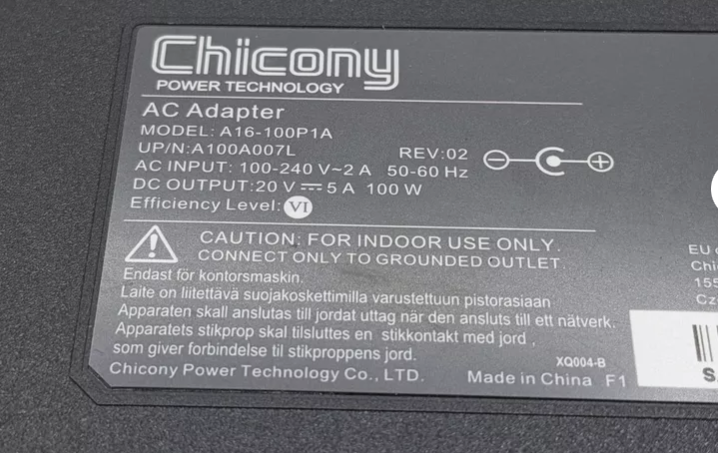 Chicony
POWER TECHNOLOGY
AC Adapter
MODEL: A16-100P1A
UP/N:A100A007L
REV:02
AC INPUT: 100-240 V~2 A 50-60 Hz
DC OUTPUT:20 V⎓5 A 100 W
Efficiency Level: VI
CAUTION: FOR INDOOR USE ONLY.
CONNECT ONLY TO GROUNDED OUTLET.
Endast för kontorsmaskin.
Laite on liitettävä suojakoskettimilla varustettuun pistorasiaan
Apparaten skall anslutas till jordat uttag när den ansluts till ett nätverk.
Apparatets stikprop skal tilsluttes en stikkontakt med jord,
som giver forbindelse til stikproppens jord.
XQ004-B
Chicony Power Technology Co., LTD. Made in China F1
EU
Chi
155
Cz
S